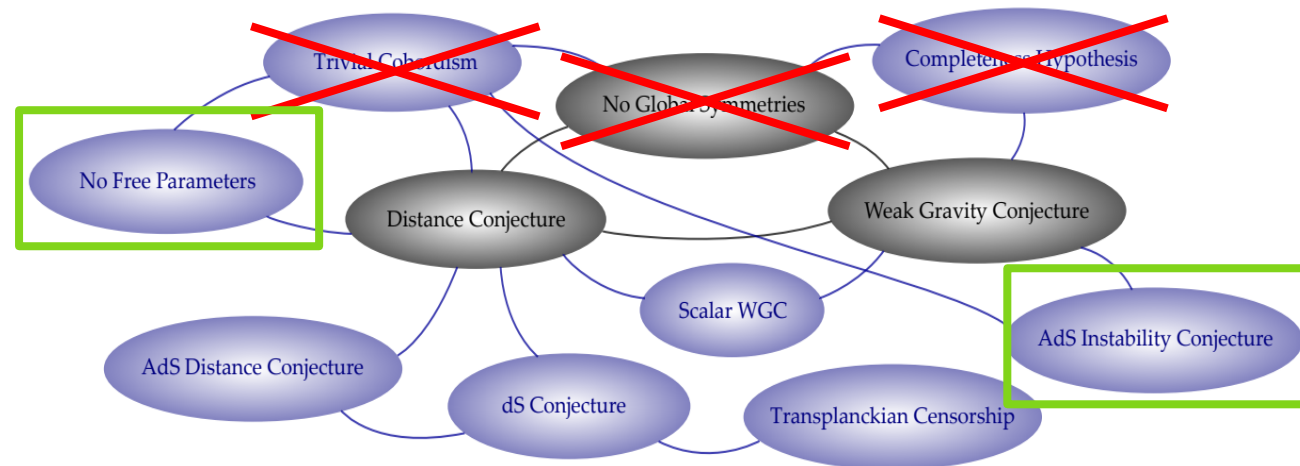 Trivial Cobordism
Completeness Hypothesis
No Global Symmetries
No Free Parameters
Distance Conjecture
Weak Gravity Conjecture
Scalar WGC
AdS Instability Conjecture
AdS Distance Conjecture
dS Conjecture
Transplanckian Censorship